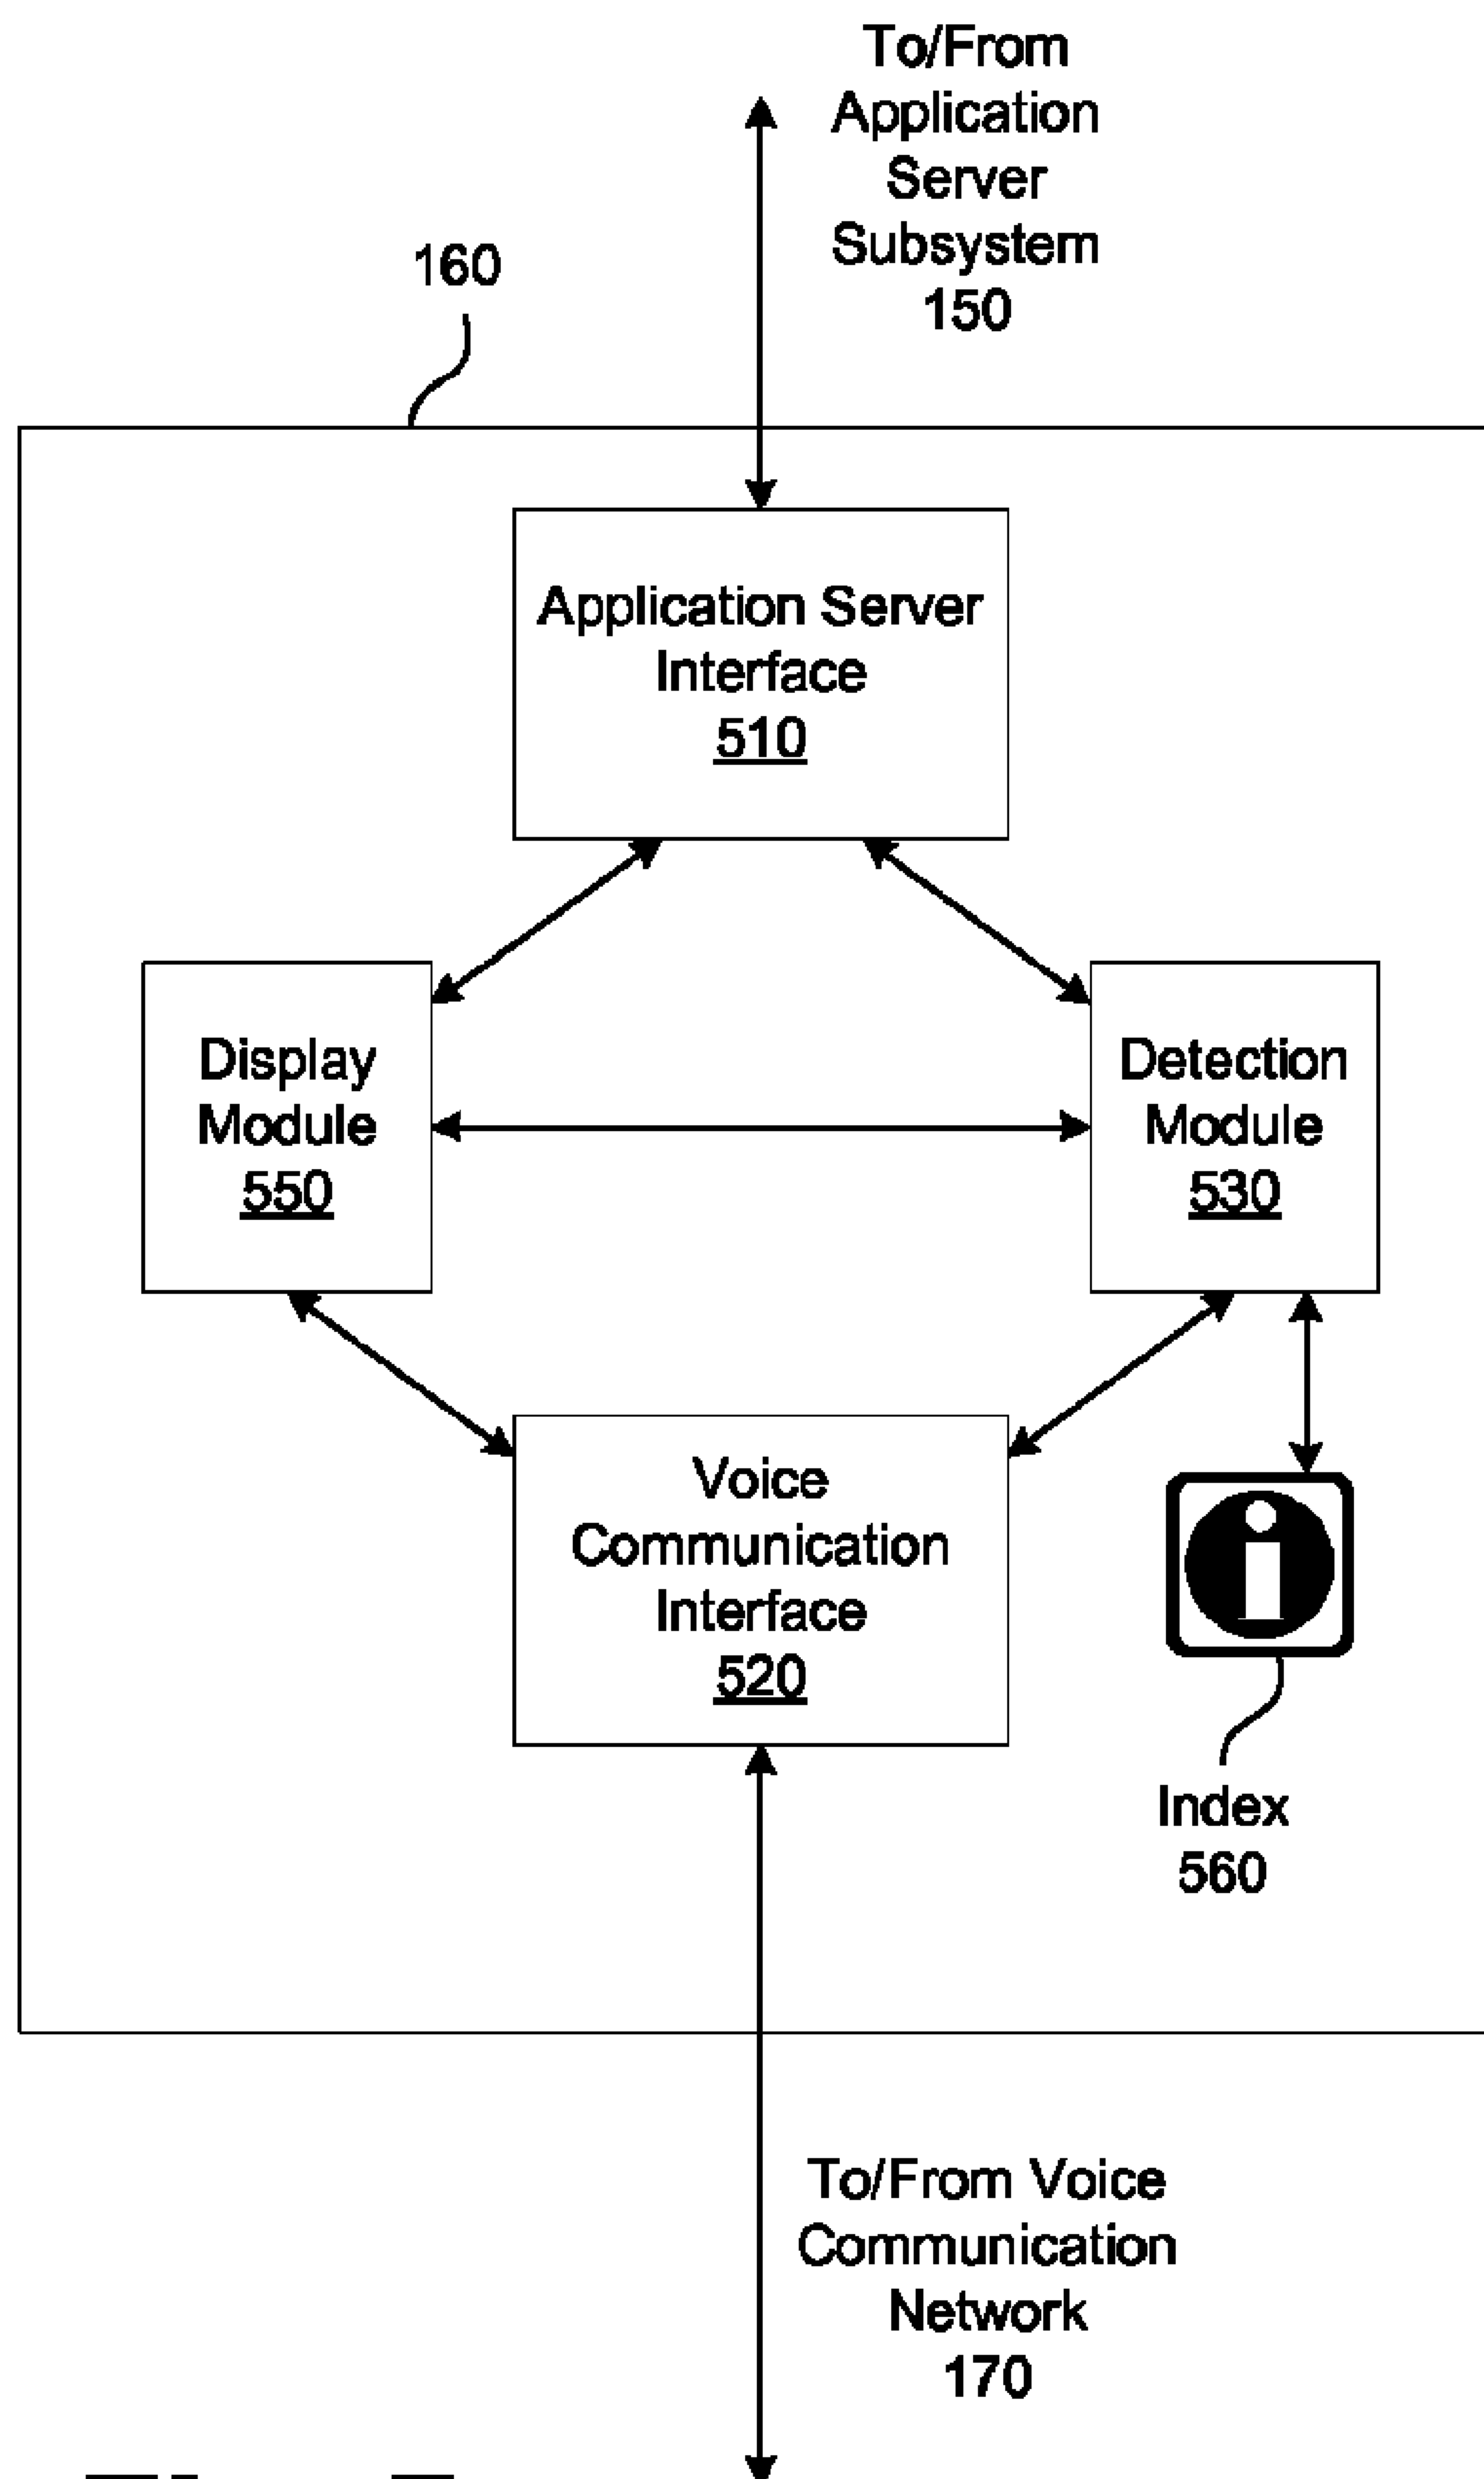 To/From
Application
Server
Subsystem
150
160
Application Server
Interface
510
Display
Module
550
Detection
Module
530
Voice
Communication
Interface
520
Index
560
To/From Voice
Communication
Network
170